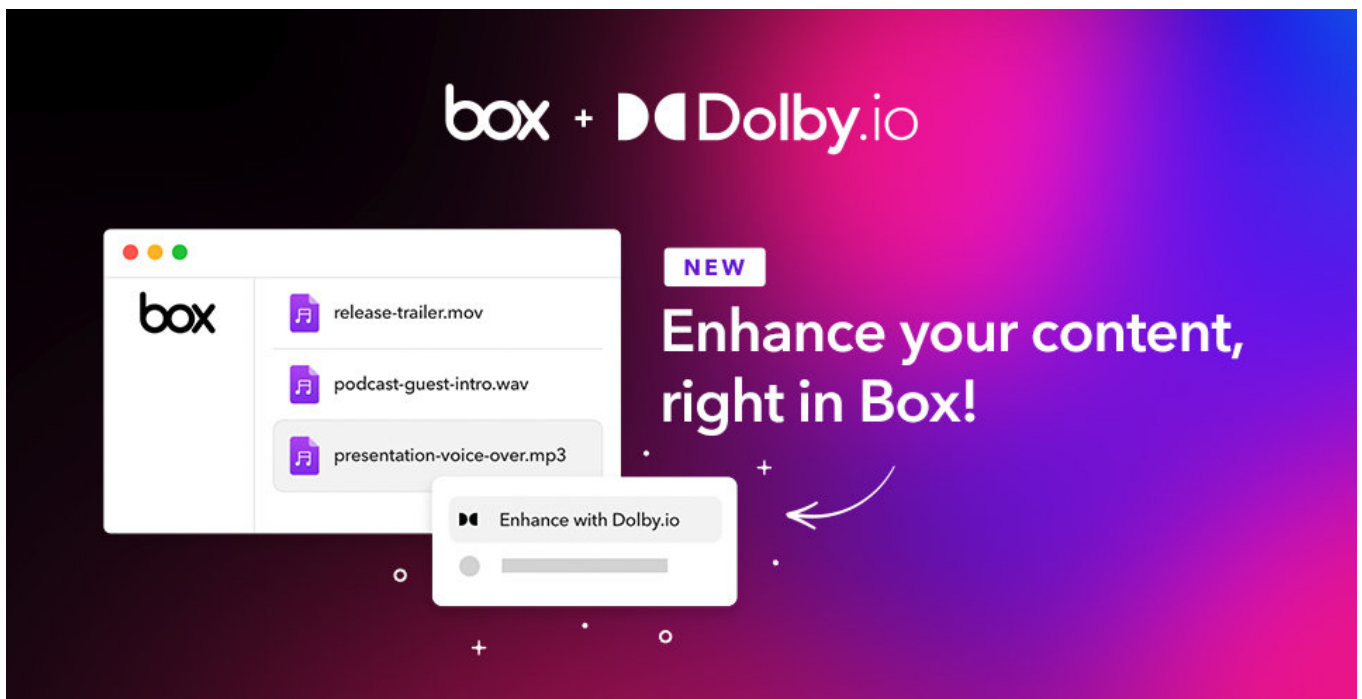 box + Dolby.io
box
release-trailer.mov
podcast-guest-intro.wav
presentation-voice-over.mp3
Enhance with Dolby.io
NEW
Enhance your content,
right in Box!